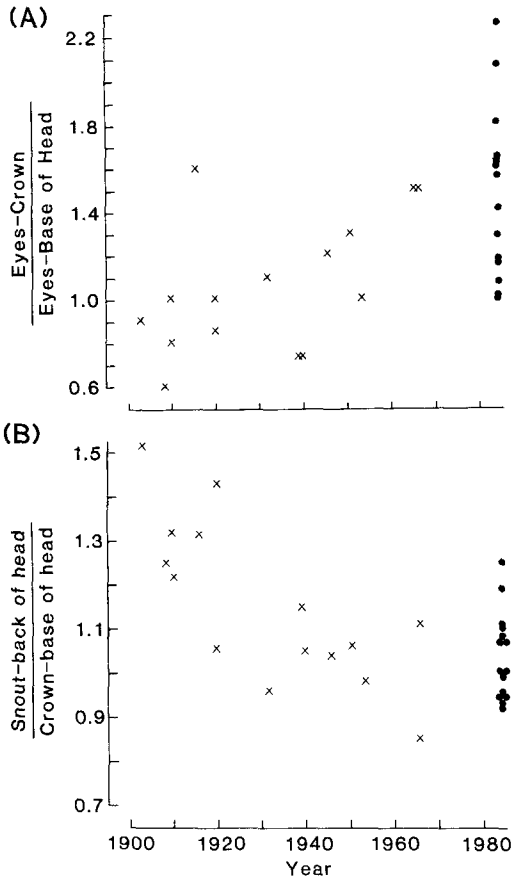 (A)
2.2
1.8
1.4
1.0
0.6
Eyes-Crown
Eyes-Base of Head
(B)
1.5
1.3
1.1
0.9
0.7
Snout-back of head
Crown-base of head
1900 1920 1940 1960 1980
Year